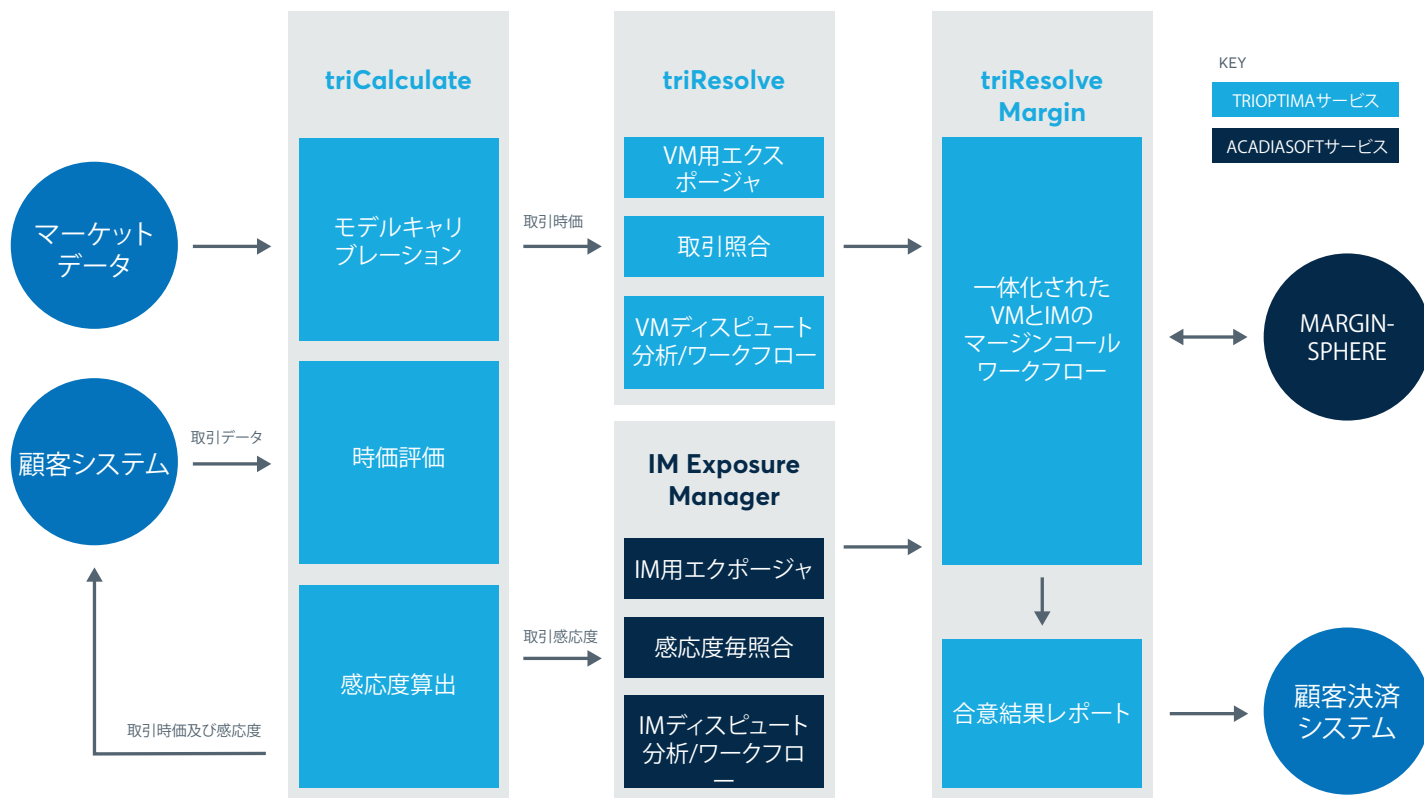 triCalculate
triResolve
triResolve
Margin
KEY
TRIOPTIMAサービス
ACADIASOFTサービス
マーケット
データ
モデルキャリ
ブレーション
取引時価
VM用エクス
ポージャ
取引照合
VMディスピュート
分析/ワークフロー
一体化された
VMとIMの
マージンコール
ワークフロー
MARGIN-
SPHERE
顧客システム
取引データ
時価評価
IM Exposure
Manager
IM用エクポージャ
感応度毎照合
IMディスピュート
分析/ワークフロ
ー
取引感応度
感応度算出
取引時価及び感応度
合意結果レポート
顧客決済
システム